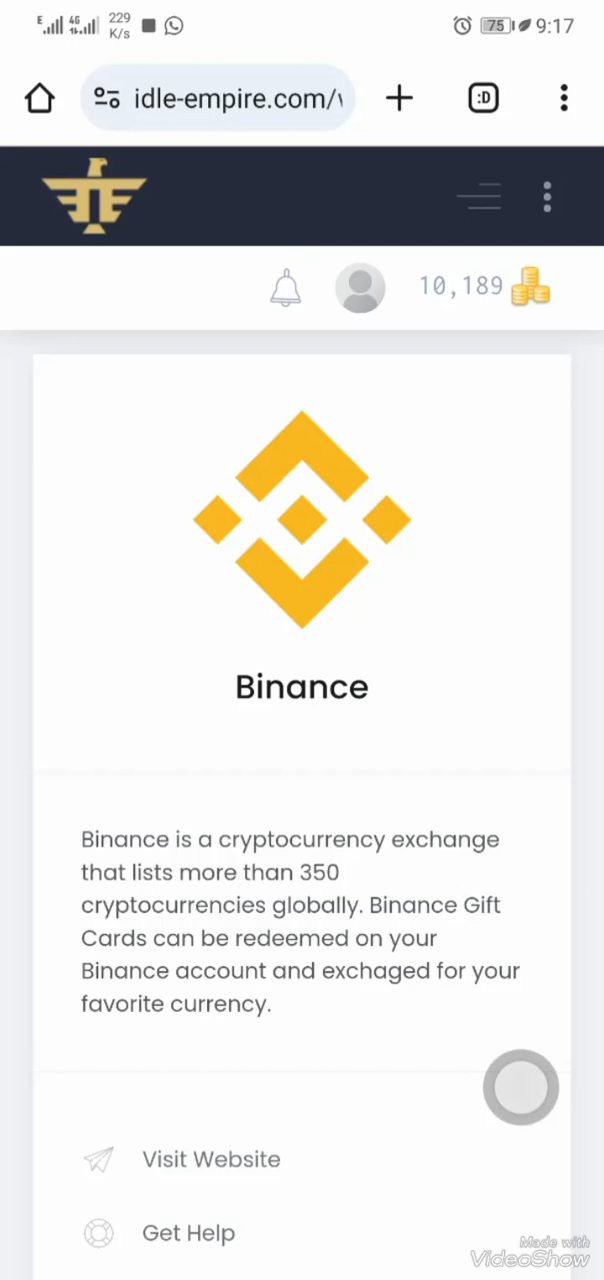 E 4G 229 K/s 75 9:17
idle-empire.com/
:D
10,189
Binance
Binance is a cryptocurrency exchange
that lists more than 350
cryptocurrencies globally. Binance Gift
Cards can be redeemed on your
Binance account and exchaged for your
favorite currency.
Visit Website
Get Help
Made with
VideoShow